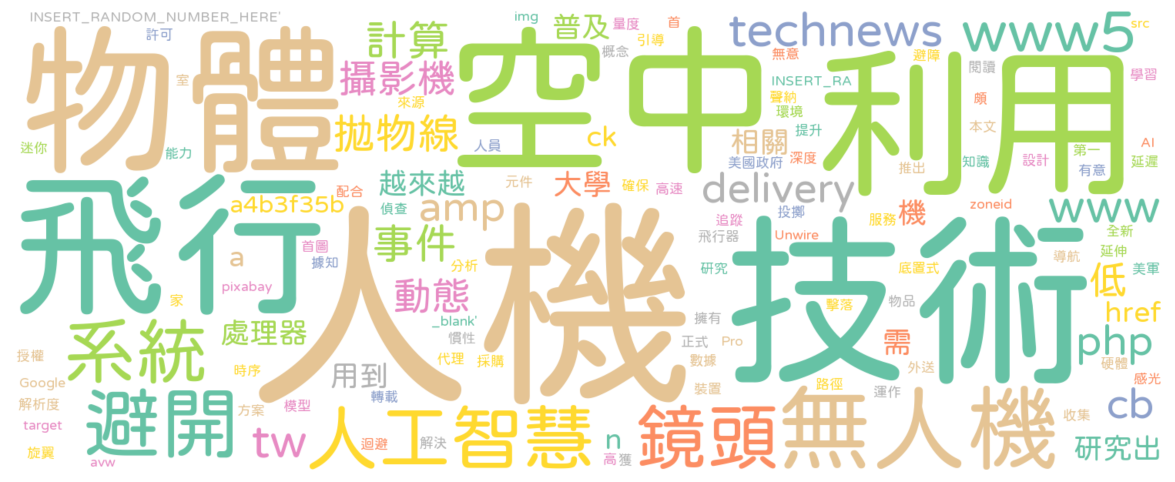 INSERT_RANDOM_NUMBER_HERE'
img
量度
首
src
許可
計算
普及
引導
technews
www5
概念
無意
避障
閱讀
學習
物體
室
攝影機
空中
INSERT_RA
利用
來源
聲納
頗
環境
本文
拋物線
ck
相關
提升
AI
迷你
能力
人員
美國政府
深度
推出
知識
設計
第一
延遲
有意
飛行
配合
越來越
元件
大學
確保
高速
delivery
a4b3f35b
偵查
amp
投擲
服務
機
zoneid
www
追蹤
首圖
事件
飛行器
Unwire
全新
延伸
a
據知
分析
人機
技術
導航
研究
底置式
低
美軍
pixabay
動態
家
擊落
物品
href
_blank'
擁有
系統
處理器
慣性
正式
Pro
需
php
授權
代理
採購
數據
硬體
時序
用到
外送
感光
Google
裝置
路徑
運作
避開
轉載
解析度
方案
模型
人工智慧
鏡頭
無人機
收集
cb
target
tw
迴避
解決
n
研究出
旋翼
avw
高
獲